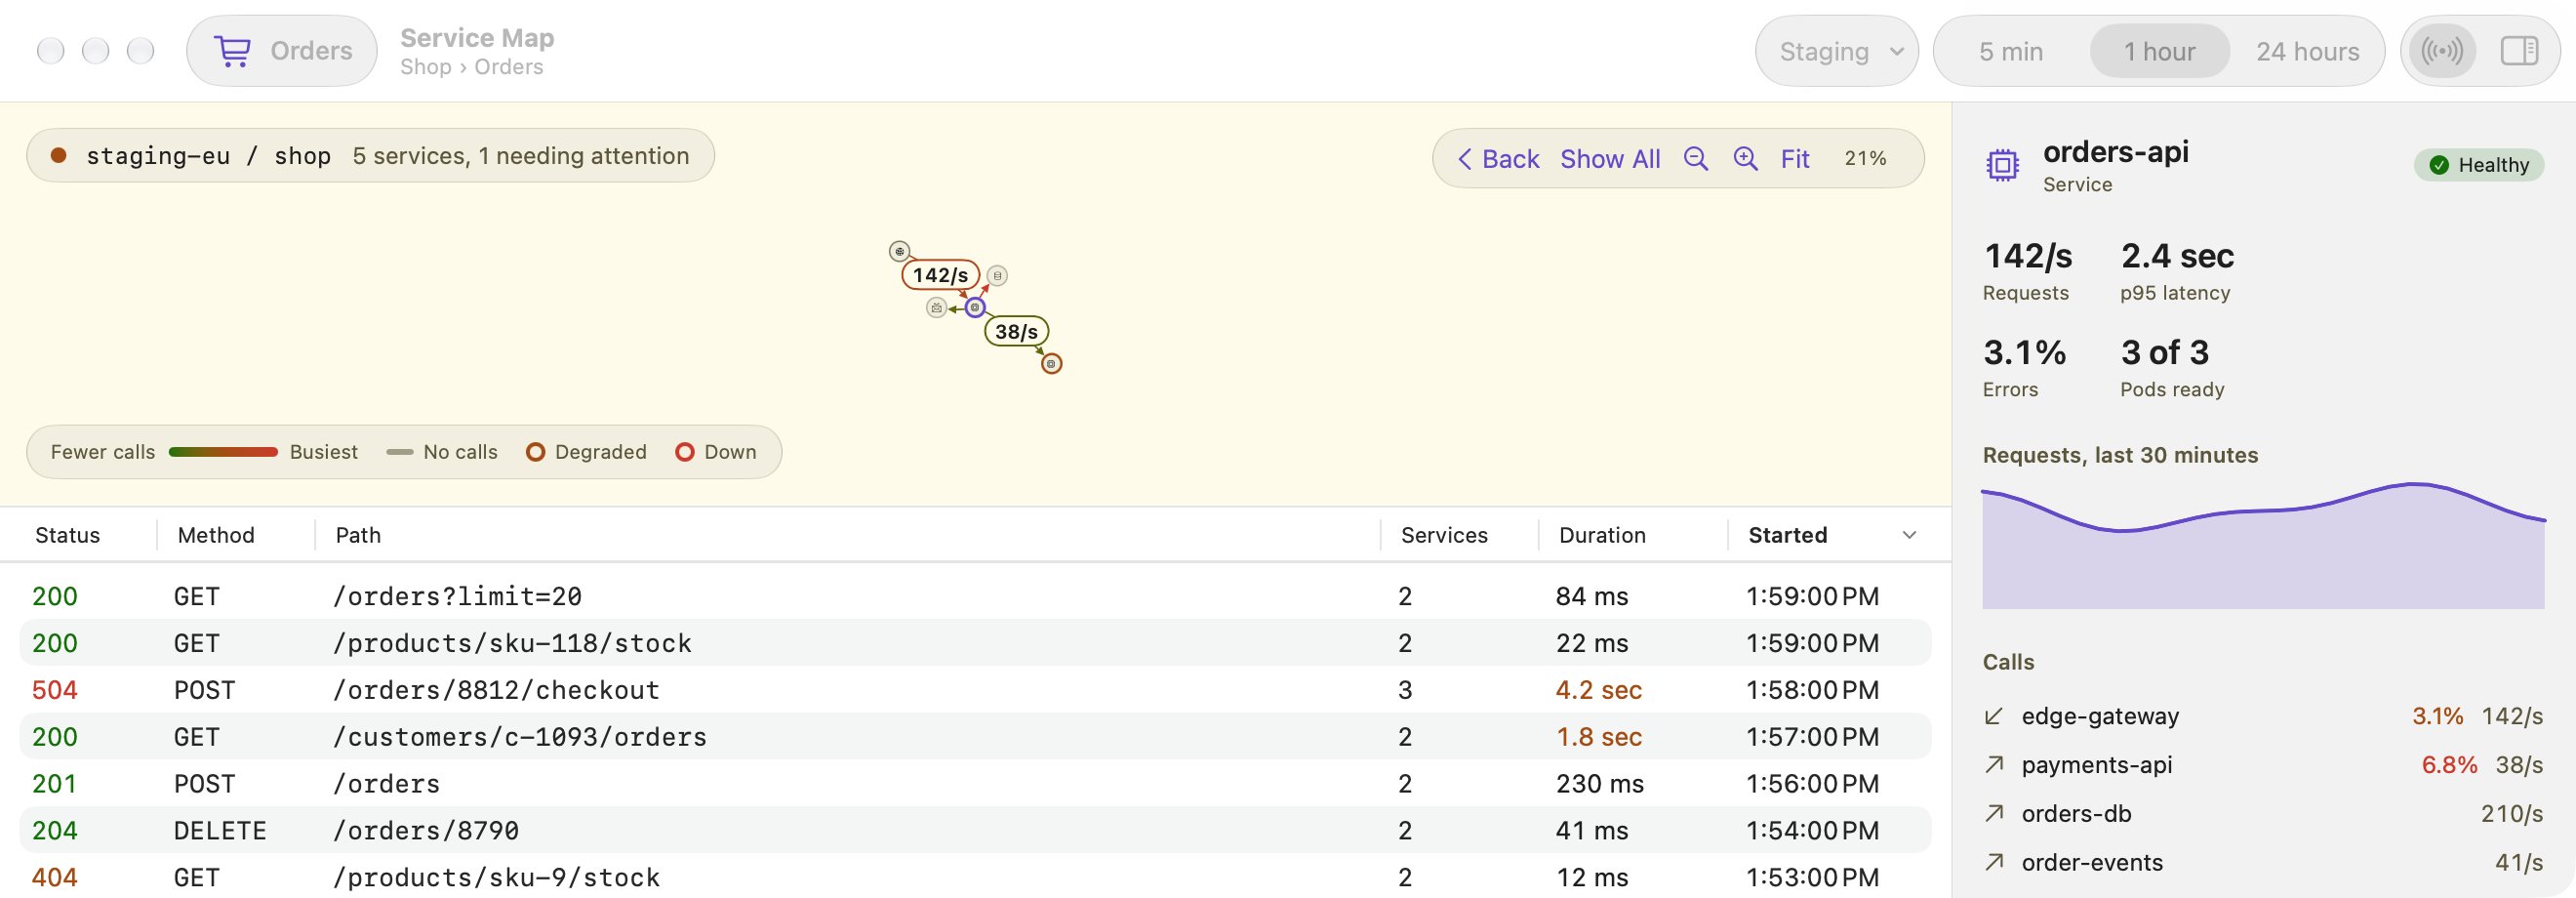 Orders
Service Map
Shop › Orders
Staging
5 min
1 hour
24 hours
staging-eu / shop 5 services, 1 needing attention
Back Show All Fit 21%
142/s
38/s
Fewer calls Busiest No calls Degraded Down
Status Method Path Services Duration Started
200 GET /orders?limit=20 2 84 ms 1:59:00 PM
200 GET /products/sku-118/stock 2 22 ms 1:59:00 PM
504 POST /orders/8812/checkout 3 4.2 sec 1:58:00 PM
200 GET /customers/c-1093/orders 2 1.8 sec 1:57:00 PM
201 POST /orders 2 230 ms 1:56:00 PM
204 DELETE /orders/8790 2 41 ms 1:54:00 PM
404 GET /products/sku-9/stock 2 12 ms 1:53:00 PM
orders-api
Service
Healthy
142/s 2.4 sec
Requests p95 latency
3.1% 3 of 3
Errors Pods ready
Requests, last 30 minutes
Calls
edge-gateway 3.1% 142/s
payments-api 6.8% 38/s
orders-db 210/s
order-events 41/s